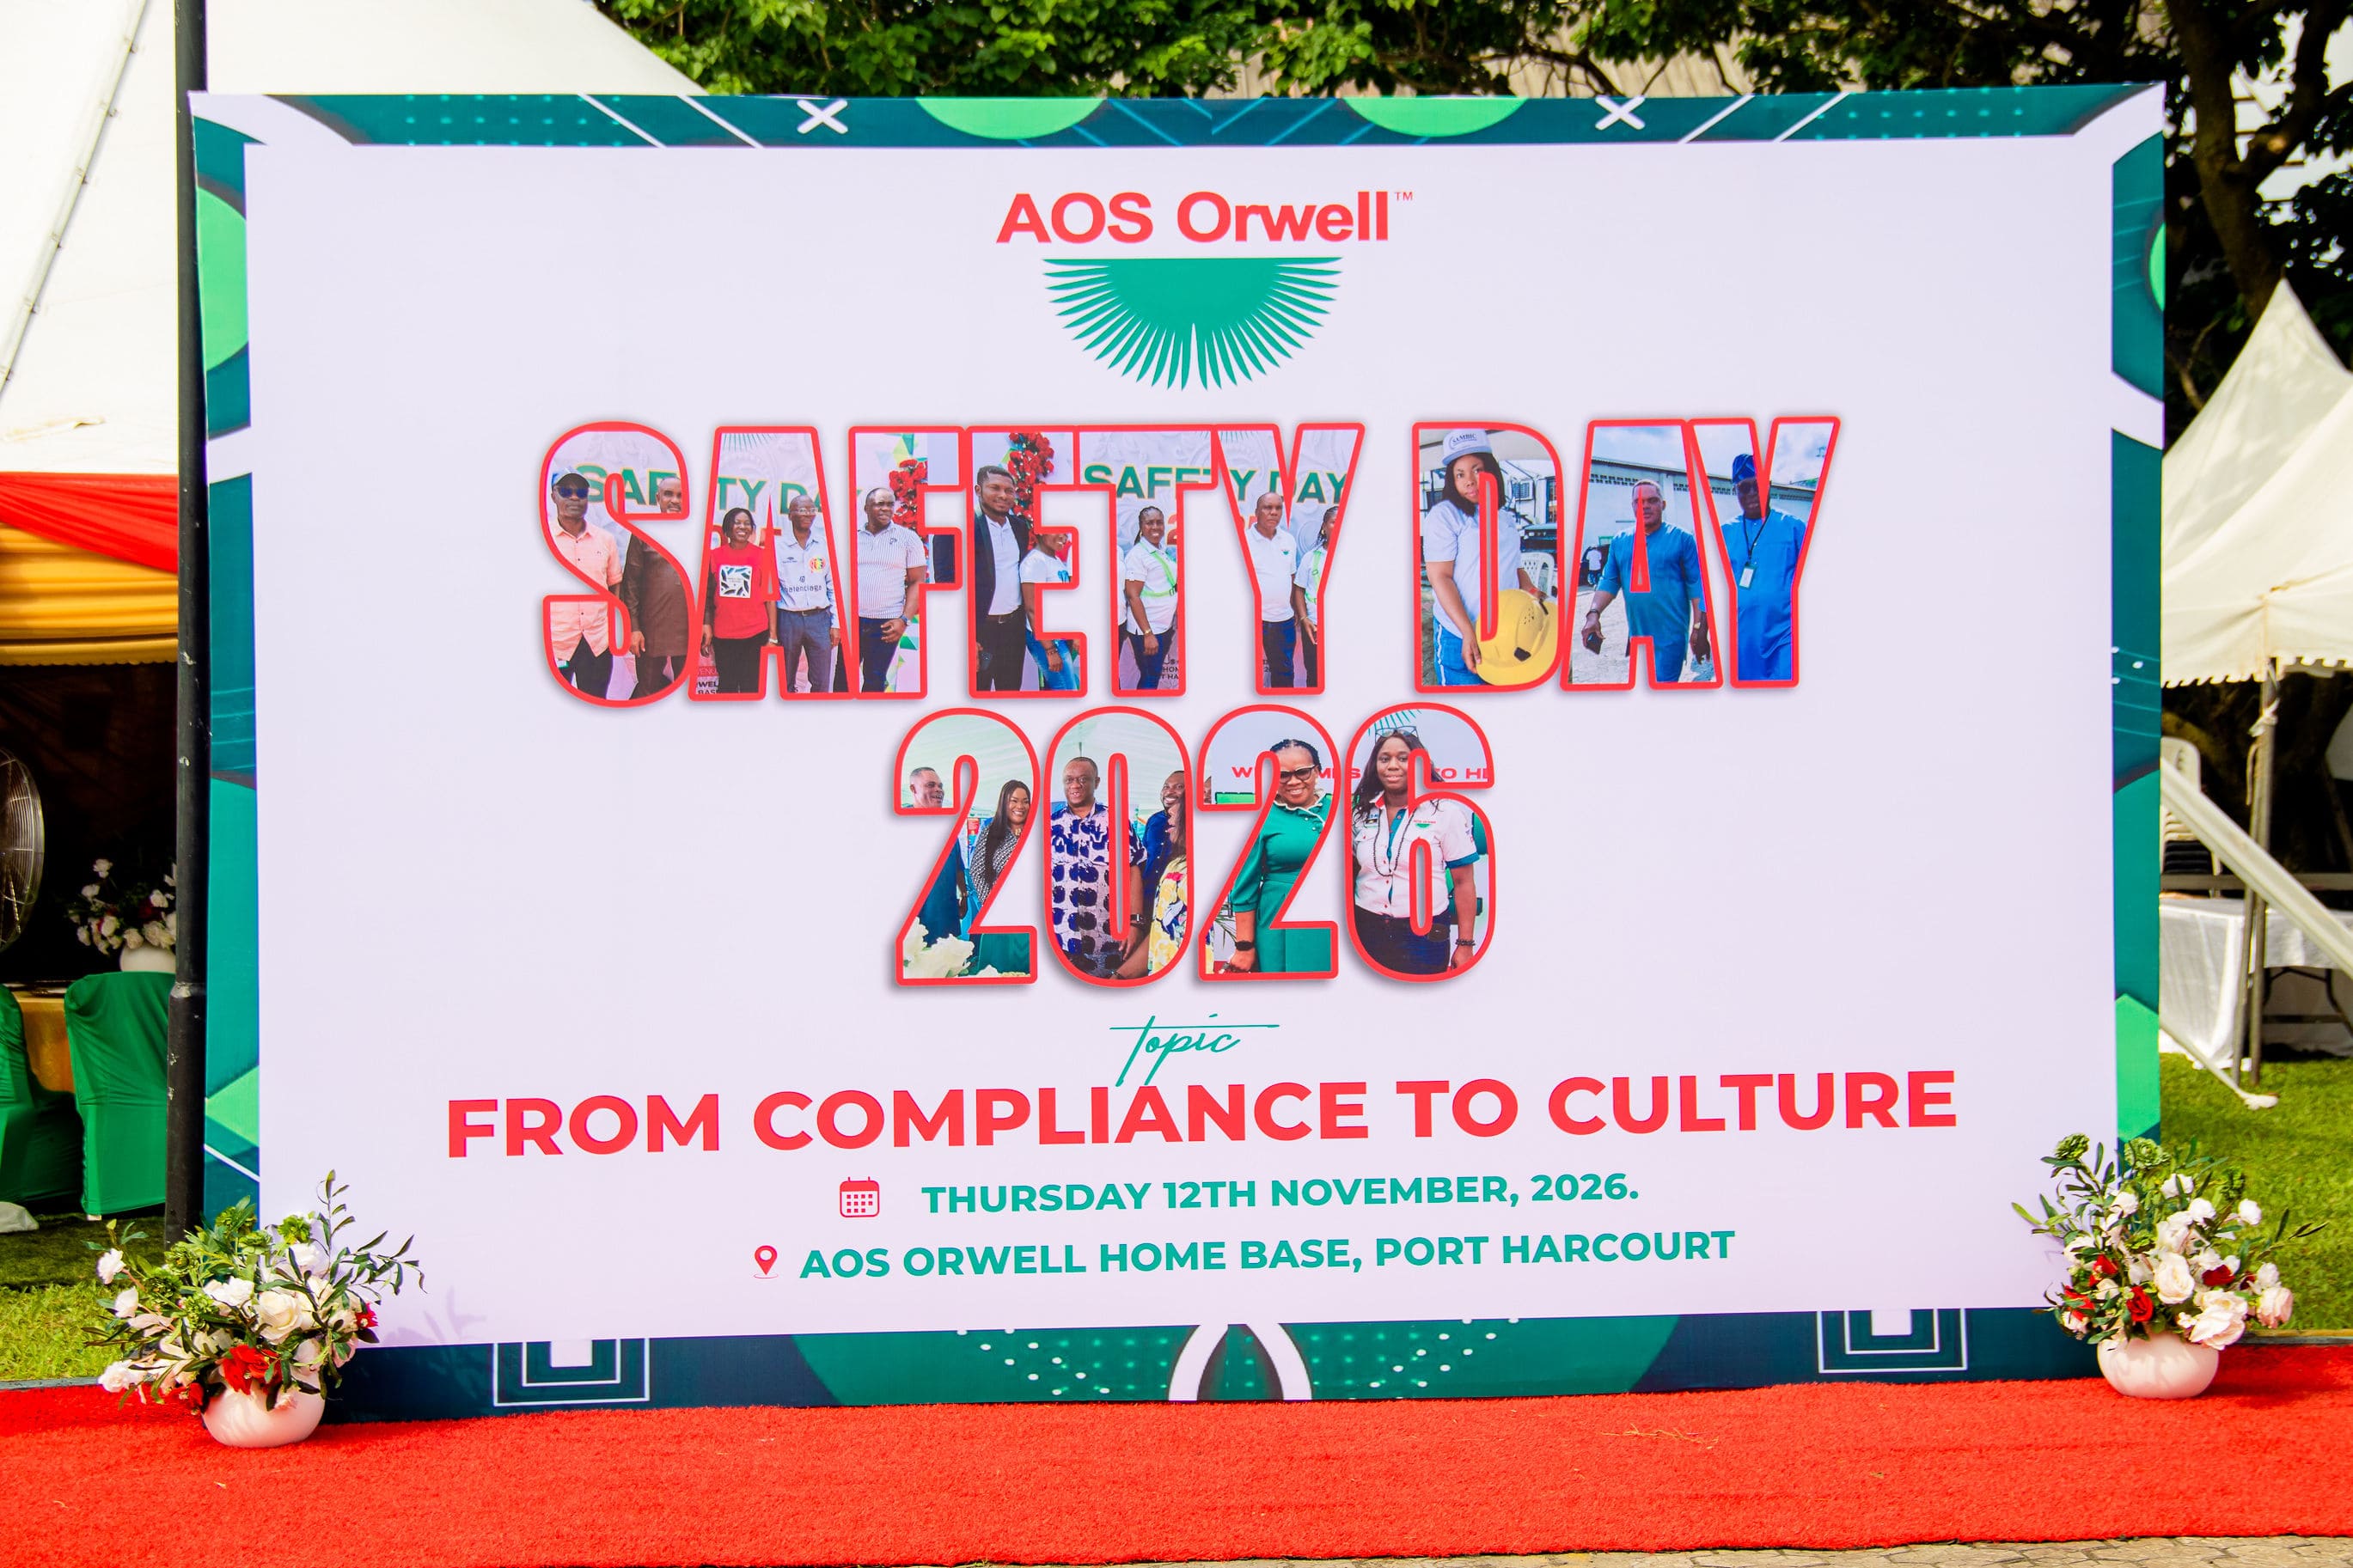 AOS Orwell™
SAFETY DAY
2026
topic
FROM COMPLIANCE TO CULTURE
THURSDAY 12TH NOVEMBER, 2026.
AOS ORWELL HOME BASE, PORT HARCOURT